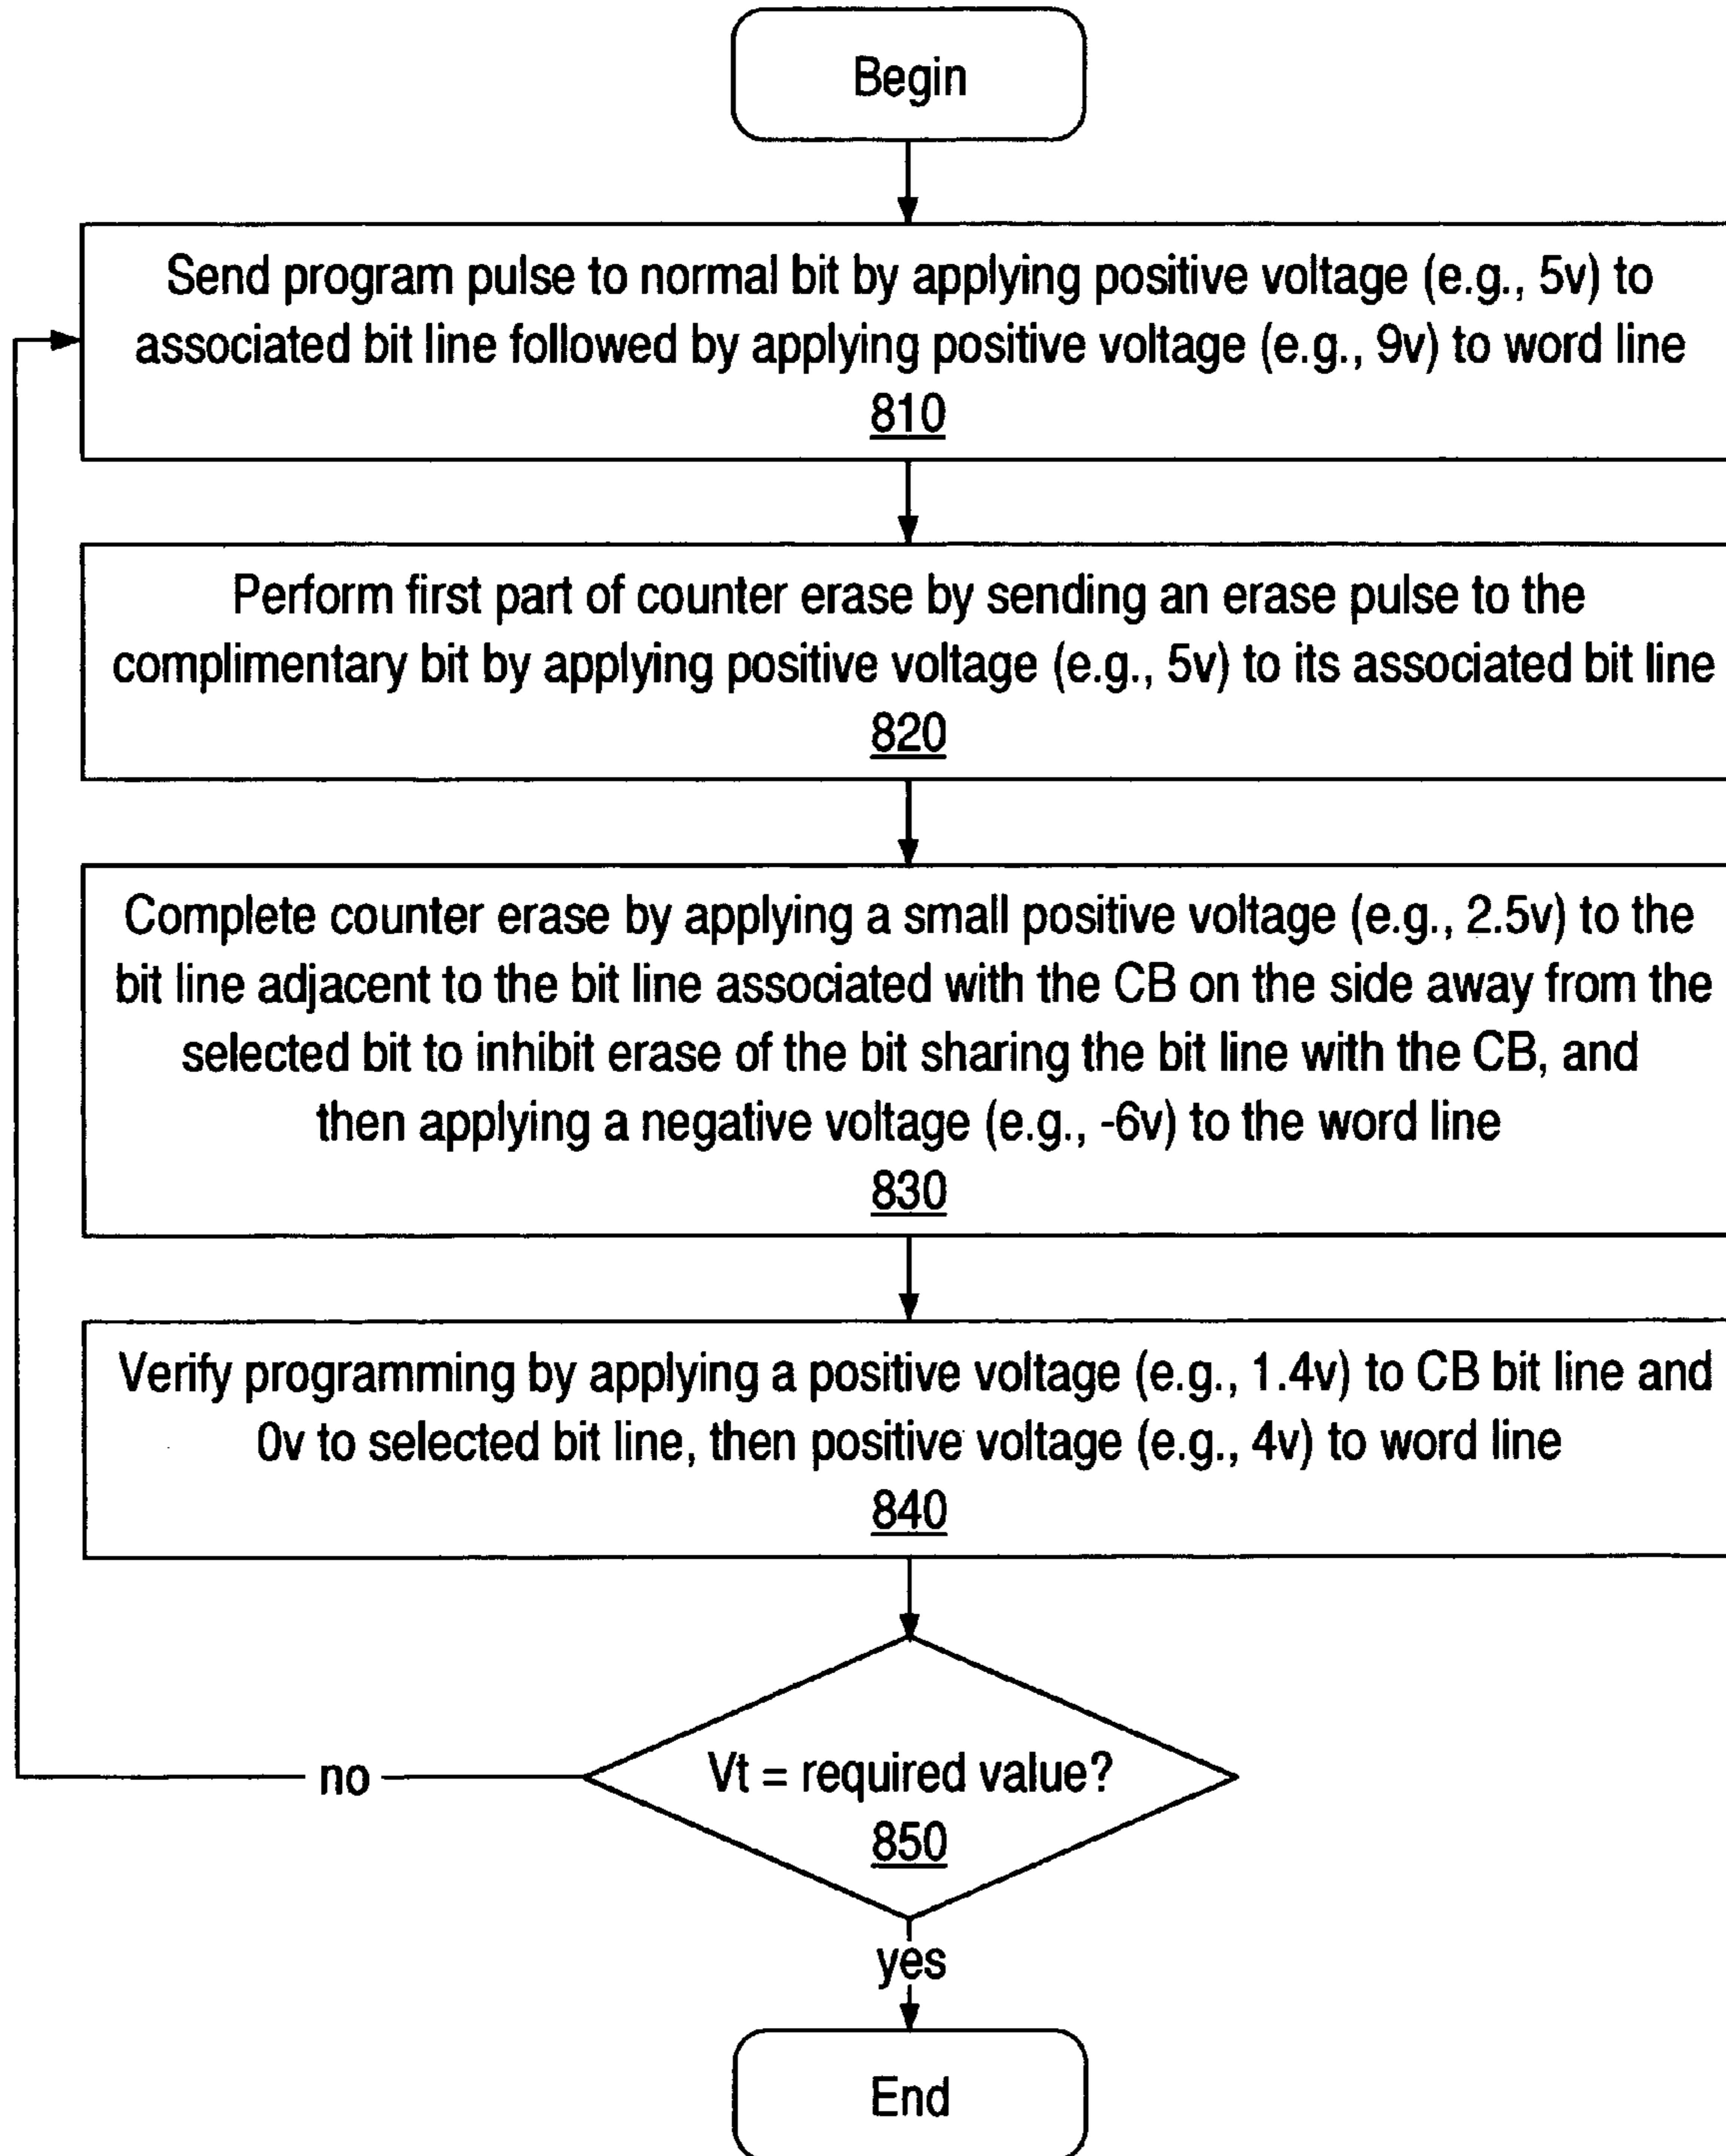 Begin
Send program pulse to normal bit by applying positive voltage (e.g., 5v) to
associated bit line followed by applying positive voltage (e.g., 9v) to word line
810
Perform first part of counter erase by sending an erase pulse to the
complimentary bit by applying positive voltage (e.g., 5v) to its associated bit line
820
Complete counter erase by applying a small positive voltage (e.g., 2.5v) to the
bit line adjacent to the bit line associated with the CB on the side away from the
selected bit to inhibit erase of the bit sharing the bit line with the CB, and
then applying a negative voltage (e.g., -6v) to the word line
830
Verify programming by applying a positive voltage (e.g., 1.4v) to CB bit line and
0v to selected bit line, then positive voltage (e.g., 4v) to word line
840
Vt = required value?
850
no
yes
End